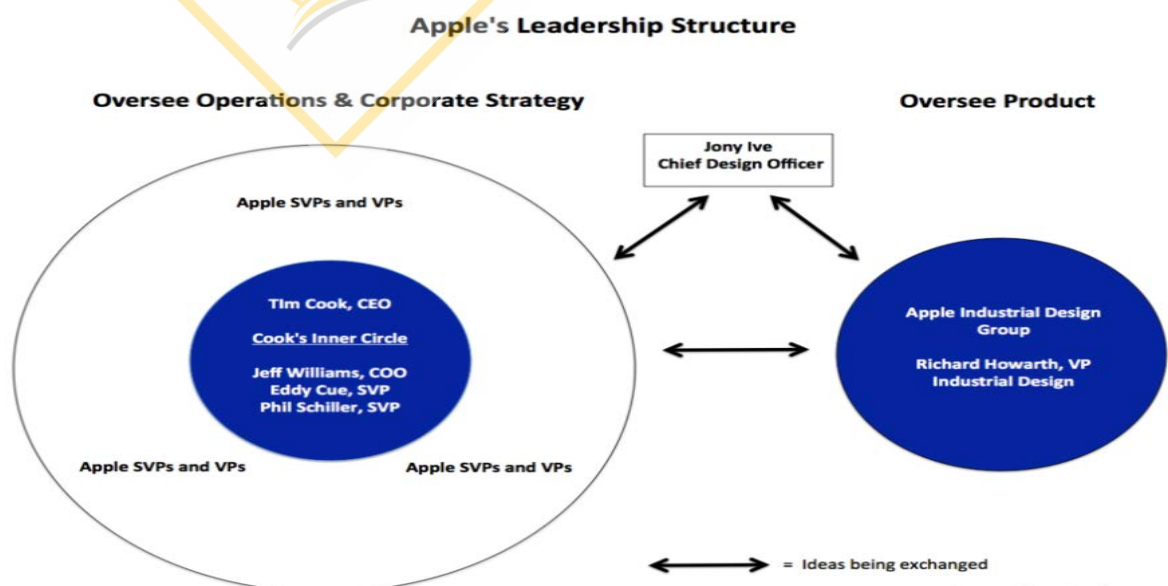 Apple's Leadership Structure
Oversee Operations & Corporate Strategy
Oversee Product
Jony Ive
Chief Design Officer
Apple SVPs and VPs
TIm Cook, CEO
Cook's Inner Circle
Jeff Williams, COO
Eddy Cue, SVP
Phil Schiller, SVP
Apple Industrial Design
Group
Richard Howarth, VP
Industrial Design
Apple SVPs and VPs
Apple SVPs and VPs
= Ideas being exchanged